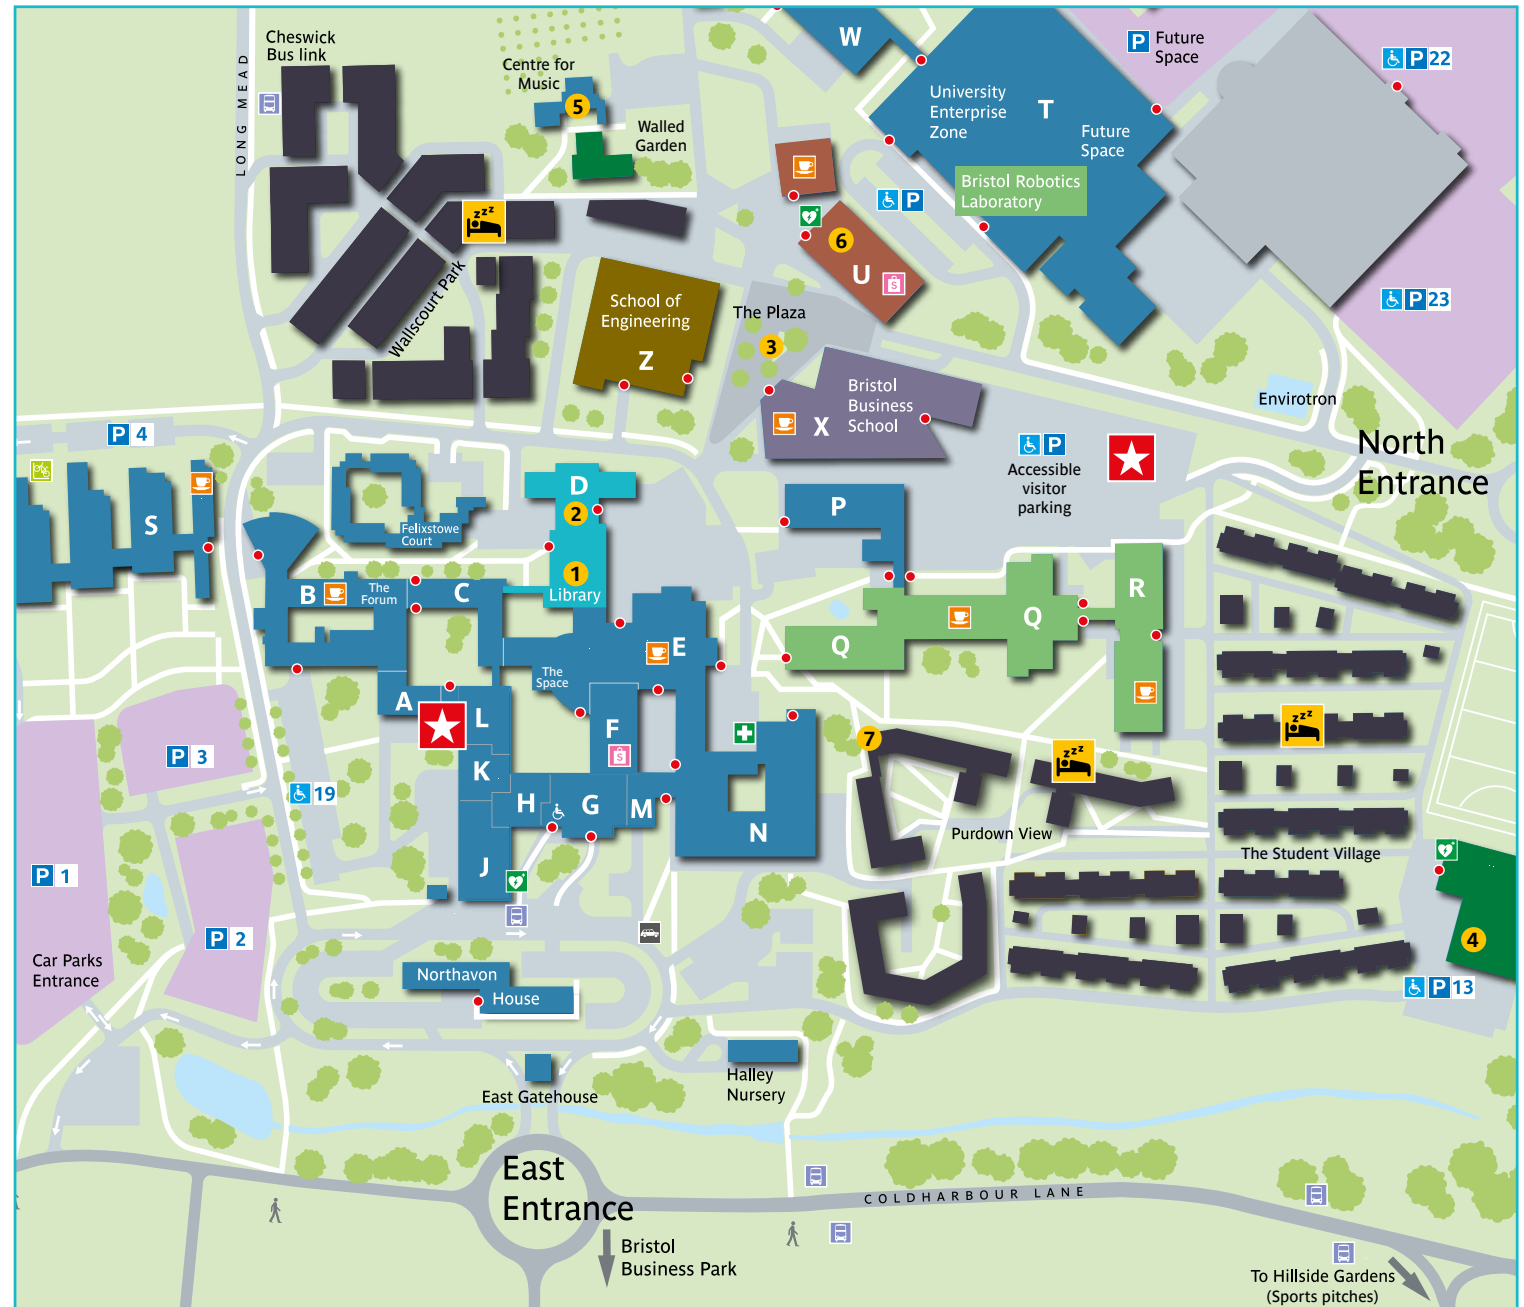 Cheswick
Bus link
LONG MEAD
Centre for
Music
5
Walled
Garden
W
University
Enterprise
Zone
T
Future
Space
Bristol Robotics
Laboratory
P
Future
Space
P 22
P 23
P
6
U
S
zzz
Wallscourt Park
School of
Engineering
Z
The Plaza
3
Bristol
Business
School
X
Envirotron
North
Entrance
P
Accessible
visitor
parking
P 4
S
Felixstowe
Court
D
2
1
Library
P
B
The
Forum
C
E
The
Space
Q
Q
R
A
L
F
S
K
H
G
M
N
J
7
zzz
zzz
Purdown View
The Student Village
4
P 13
P 3
19
P 1
P 2
Car Parks
Entrance
Northavon
House
East Gatehouse
Halley
Nursery
East
Entrance
COLDHARBOUR LANE
Bristol
Business Park
To Hillside Gardens
(Sports pitches)